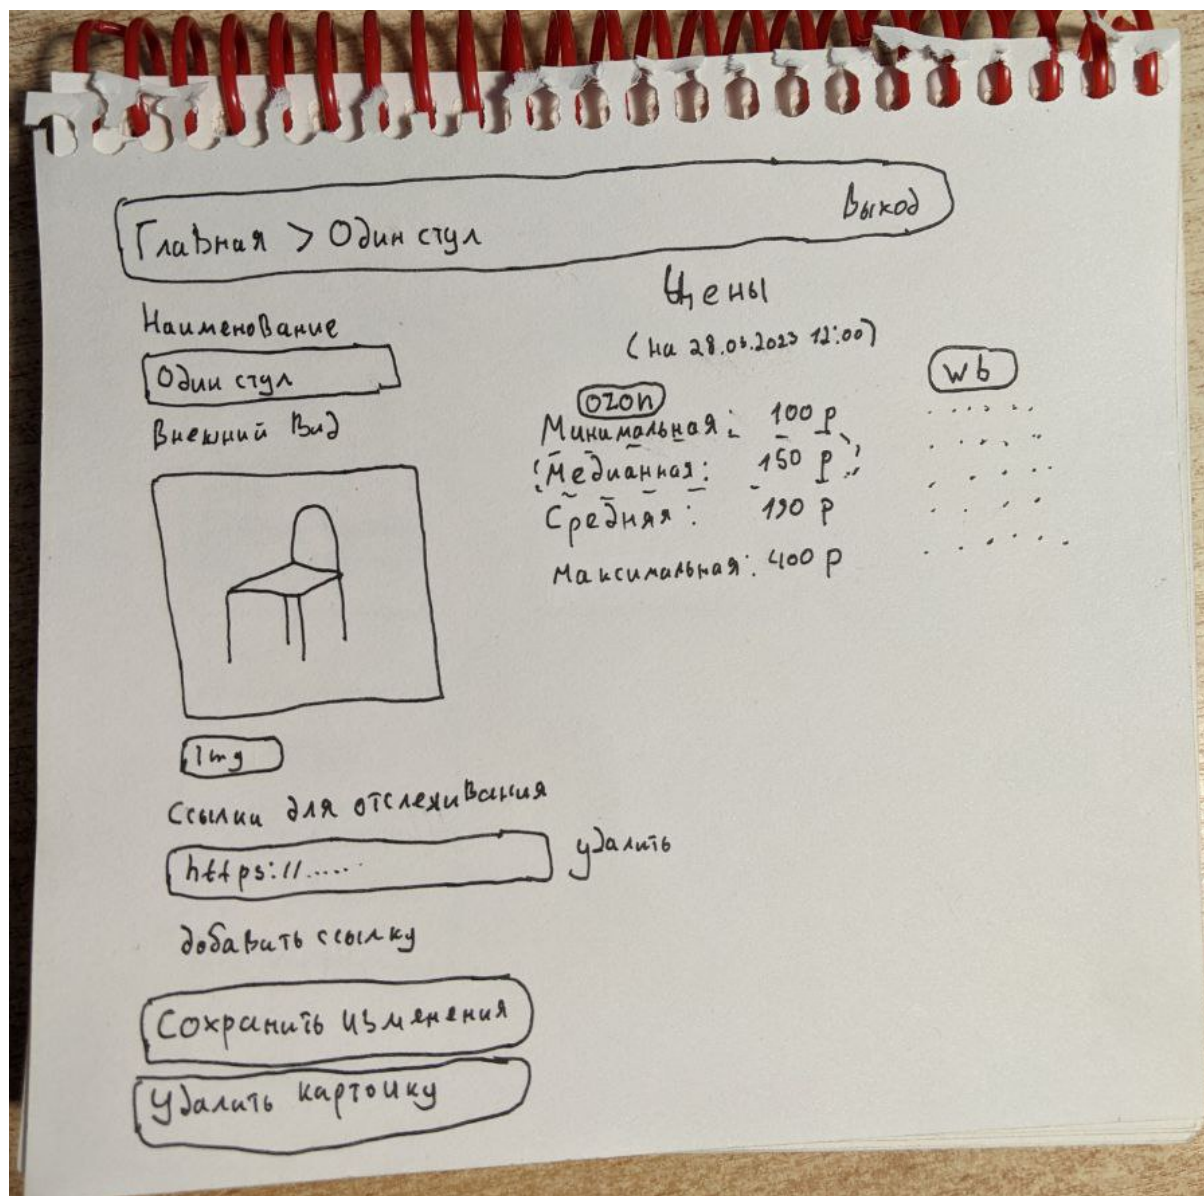 Главная > Один стул
Выход
Наименование
Один стул
Внешний вид
Img
Ссылки для отслеживания
https://.....
удалить
добавить ссылку
Сохранить изменения
Удалить карточку
Цены
(на 28.03.2023 12:00)
ozon
Минимальная: 100 р
Медианная: 150 р
Средняя: 190 р
Максимальная: 400 р
wb